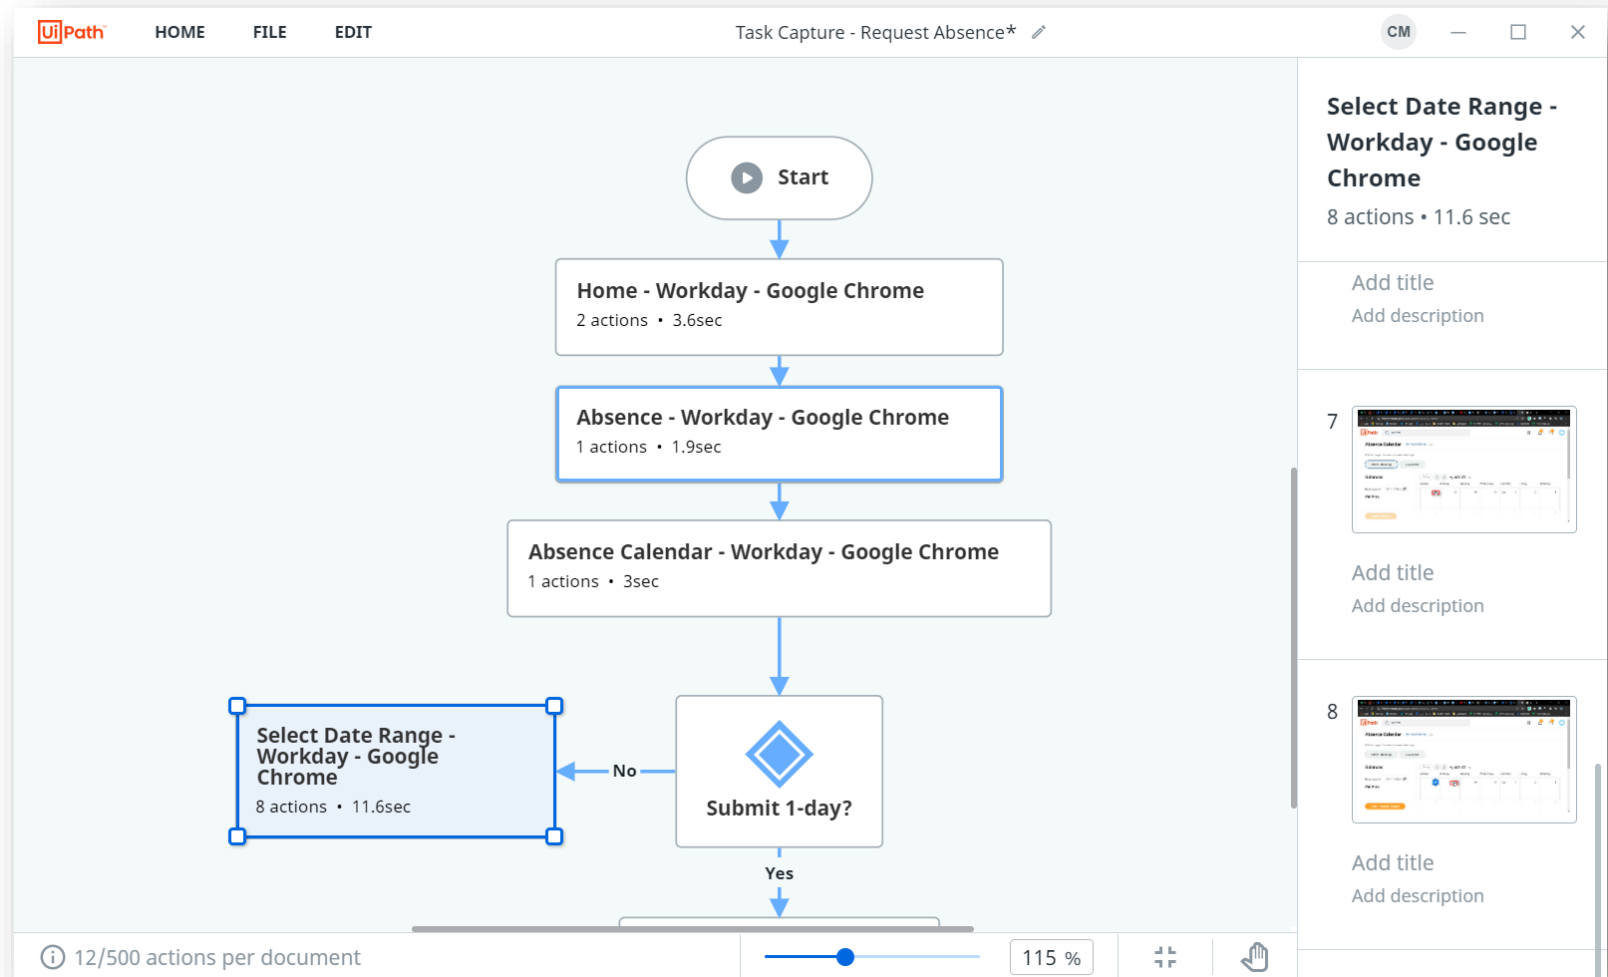 UiPath HOME FILE EDIT Task Capture - Request Absence* CM
Start
Home - Workday - Google Chrome
2 actions • 3.6sec
Absence - Workday - Google Chrome
1 actions • 1.9sec
Absence Calendar - Workday - Google Chrome
1 actions • 3sec
Select Date Range -
Workday - Google
Chrome
8 actions • 11.6sec
No
Submit 1-day?
Yes
12/500 actions per document
115 %
Select Date Range -
Workday - Google
Chrome
8 actions • 11.6 sec
Add title
Add description
7
Absence Calendar
Add title
Add description
8
Absence Calendar
Add title
Add description